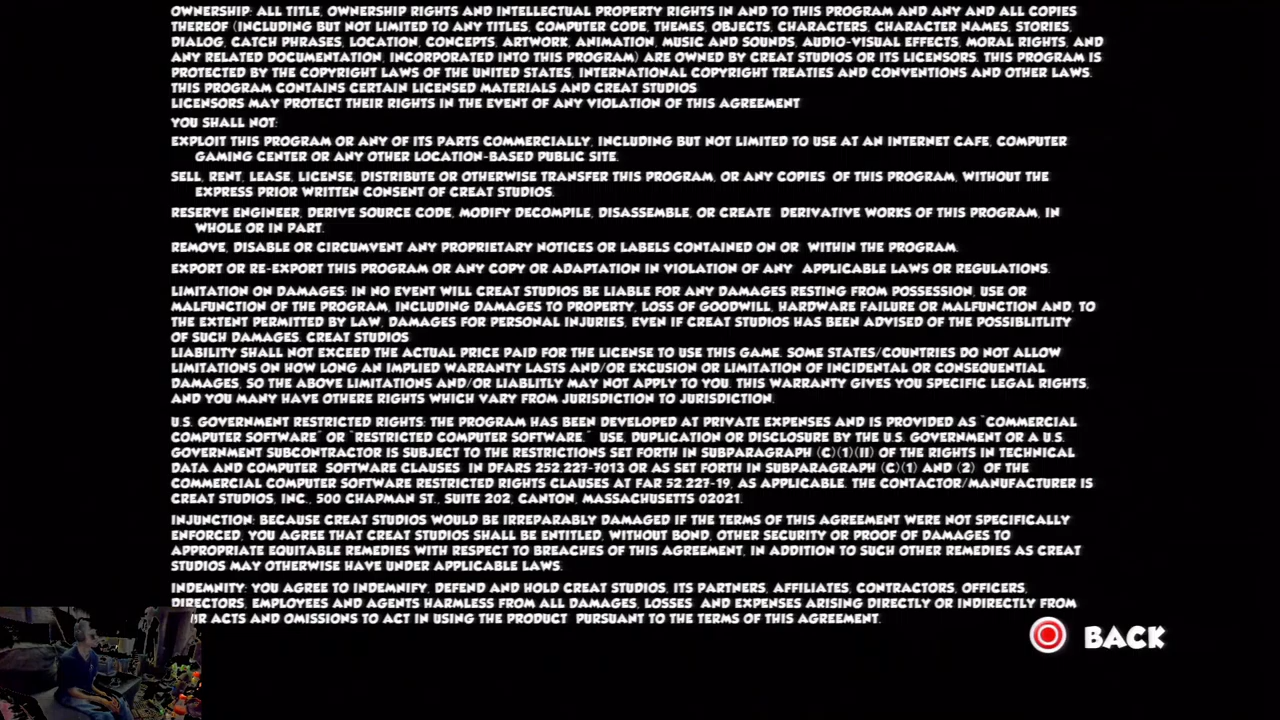 OWNERSHIP: ALL TITLE, OWNERSHIP RIGHTS AND INTELLECTUAL PROPERTY RIGHTS IN AND TO THIS PROGRAM AND ANY AND ALL COPIES
THEREOF (INCLUDING BUT NOT LIMITED TO ANY TITLES, COMPUTER CODE, THEMES, OBJECTS, CHARACTERS, CHARACTER NAMES, STORIES,
DIALOG, CATCH PHRASES, LOCATION, CONCEPTS, ARTWORK, ANIMATION, MUSIC AND SOUNDS, AUDIO-VISUAL EFFECTS, MORAL RIGHTS, AND
ANY RELATED DOCUMENTATION, INCORPORATED INTO THIS PROGRAM) ARE OWNED BY CREAT STUDIOS OR ITS LICENSORS. THIS PROGRAM IS
PROTECTED BY THE COPYRIGHT LAWS OF THE UNITED STATES, INTERNATIONAL COPYRIGHT TREATIES AND CONVENTIONS AND OTHER LAWS.
THIS PROGRAM CONTAINS CERTAIN LICENSED MATERIALS AND CREAT STUDIOS
LICENSORS MAY PROTECT THEIR RIGHTS IN THE EVENT OF ANY VIOLATION OF THIS AGREEMENT
YOU SHALL NOT:
EXPLOIT THIS PROGRAM OR ANY OF ITS PARTS COMMERCIALLY, INCLUDING BUT NOT LIMITED TO USE AT AN INTERNET CAFE, COMPUTER
GAMING CENTER OR ANY OTHER LOCATION-BASED PUBLIC SITE.
SELL, RENT, LEASE, LICENSE, DISTRIBUTE OR OTHERWISE TRANSFER THIS PROGRAM, OR ANY COPIES OF THIS PROGRAM, WITHOUT THE
EXPRESS PRIOR WRITTEN CONSENT OF CREAT STUDIOS.
RESERVE ENGINEER, DERIVE SOURCE CODE, MODIFY DECOMPILE, DISASSEMBLE, OR CREATE DERIVATIVE WORKS OF THIS PROGRAM, IN
WHOLE OR IN PART.
REMOVE, DISABLE OR CIRCUMVENT ANY PROPRIETARY NOTICES OR LABELS CONTAINED ON OR WITHIN THE PROGRAM.
EXPORT OR RE-EXPORT THIS PROGRAM OR ANY COPY OR ADAPTATION IN VIOLATION OF ANY APPLICABLE LAWS OR REGULATIONS.
LIMITATION ON DAMAGES: IN NO EVENT WILL CREAT STUDIOS BE LIABLE FOR ANY DAMAGES RESTING FROM POSSESSION, USE OR
MALFUNCTION OF THE PROGRAM, INCLUDING DAMAGES TO PROPERTY, LOSS OF GOODWILL, HARDWARE FAILURE OR MALFUNCTION AND, TO
THE EXTENT PERMITTED BY LAW, DAMAGES FOR PERSONAL INJURIES, EVEN IF CREAT STUDIOS HAS BEEN ADVISED OF THE POSSIBLITLITY
OF SUCH DAMAGES. CREAT STUDIOS
LIABILITY SHALL NOT EXCEED THE ACTUAL PRICE PAID FOR THE LICENSE TO USE THIS GAME. SOME STATES/COUNTRIES DO NOT ALLOW
LIMITATIONS ON HOW LONG AN IMPLIED WARRANTY LASTS AND/OR EXCUSION OR LIMITATION OF INCIDENTAL OR CONSEQUENTIAL
DAMAGES, SO THE ABOVE LIMITATIONS AND/OR LIABLITLY MAY NOT APPLY TO YOU. THIS WARRANTY GIVES YOU SPECIFIC LEGAL RIGHTS,
AND YOU MANY HAVE OTHERE RIGHTS WHICH VARY FROM JURISDICTION TO JURISDICTION.
U.S. GOVERNMENT RESTRICTED RIGHTS: THE PROGRAM HAS BEEN DEVELOPED AT PRIVATE EXPENSES AND IS PROVIDED AS "COMMERCIAL
COMPUTER SOFTWARE" OR "RESTRICTED COMPUTER SOFTWARE." USE, DUPLICATION OR DISCLOSURE BY THE U.S. GOVERNMENT OR A U.S.
GOVERNMENT SUBCONTRACTOR IS SUBJECT TO THE RESTRICTIONS SET FORTH IN SUBPARAGRAPH (C)(1)(II) OF THE RIGHTS IN TECHNICAL
DATA AND COMPUTER SOFTWARE CLAUSES IN DFARS 252.227-7013 OR AS SET FORTH IN SUBPARAGRAPH (C)(1) AND (2) OF THE
COMMERCIAL COMPUTER SOFTWARE RESTRICTED RIGHTS CLAUSES AT FAR 52.227-19, AS APPLICABLE. THE CONTACTOR/MANUFACTURER IS
CREAT STUDIOS, INC., 500 CHAPMAN ST., SUITE 202, CANTON, MASSACHUSETTS 02021.
INJUNCTION: BECAUSE CREAT STUDIOS WOULD BE IRREPARABLY DAMAGED IF THE TERMS OF THIS AGREEMENT WERE NOT SPECIFICALLY
ENFORCED, YOU AGREE THAT CREAT STUDIOS SHALL BE ENTITLED, WITHOUT BOND, OTHER SECURITY OR PROOF OF DAMAGES TO
APPROPRIATE EQUITABLE REMEDIES WITH RESPECT TO BREACHES OF THIS AGREEMENT, IN ADDITION TO SUCH OTHER REMEDIES AS CREAT
STUDIOS MAY OTHERWISE HAVE UNDER APPLICABLE LAWS.
INDEMNITY: YOU AGREE TO INDEMNIFY, DEFEND AND HOLD CREAT STUDIOS, ITS PARTNERS, AFFILIATES, CONTRACTORS, OFFICERS,
DIRECTORS, EMPLOYEES AND AGENTS HARMLESS FROM ALL DAMAGES, LOSSES AND EXPENSES ARISING DIRECTLY OR INDIRECTLY FROM
ACTS AND OMISSIONS TO ACT IN USING THE PRODUCT PURSUANT TO THE TERMS OF THIS AGREEMENT.
BACK